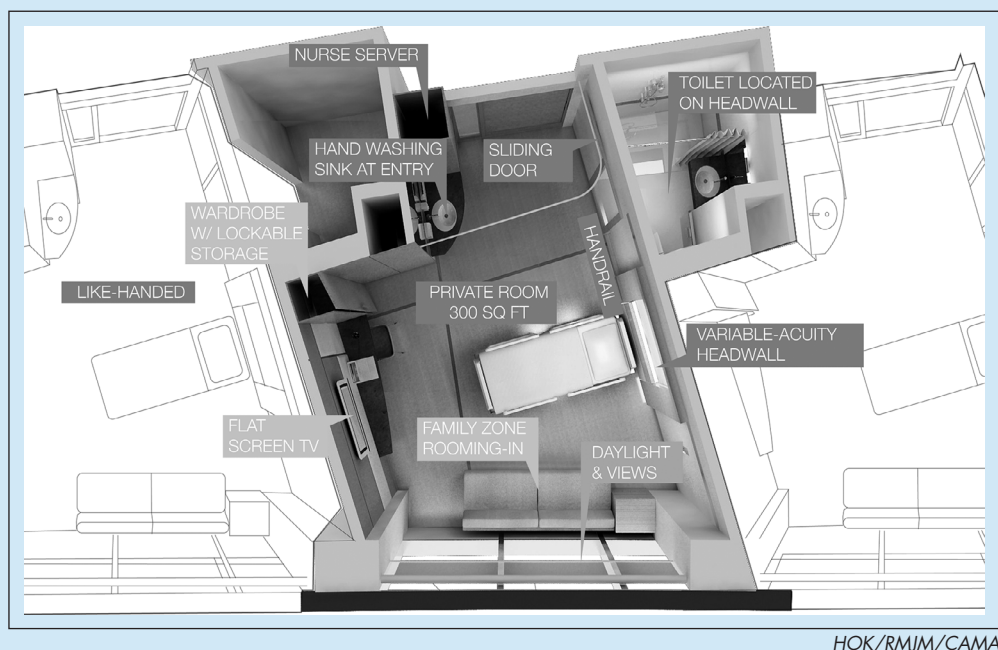 NURSE SERVER
TOILET LOCATED
ON HEADWALL
HAND WASHING
SINK AT ENTRY
SLIDING
DOOR
WARDROBE
W/ LOCKABLE
STORAGE
HANDRAIL
LIKE-HANDED
PRIVATE ROOM
300 SQ FT
VARIABLE-ACUITY
HEADWALL
FLAT
SCREEN TV
FAMILY ZONE
ROOMING-IN
DAYLIGHT
& VIEWS
HOK/RMJM/CAMA